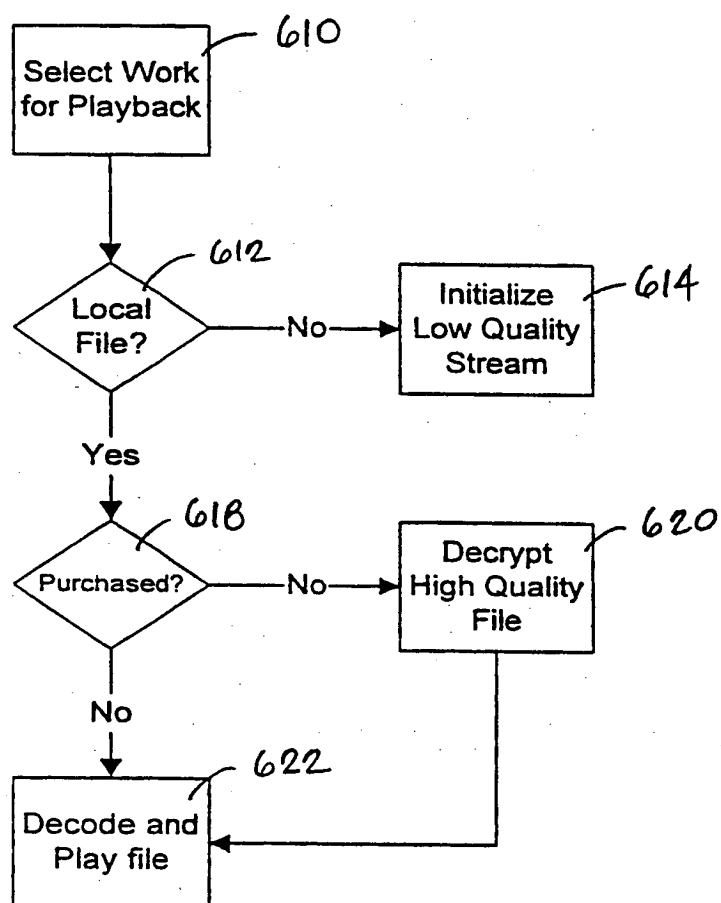 610
Select Work
for Playback
612
Local
File?
No
Initialize
Low Quality
Stream
614
Yes
618
Purchased?
No
Decrypt
High Quality
File
620
No
622
Decode and
Play file